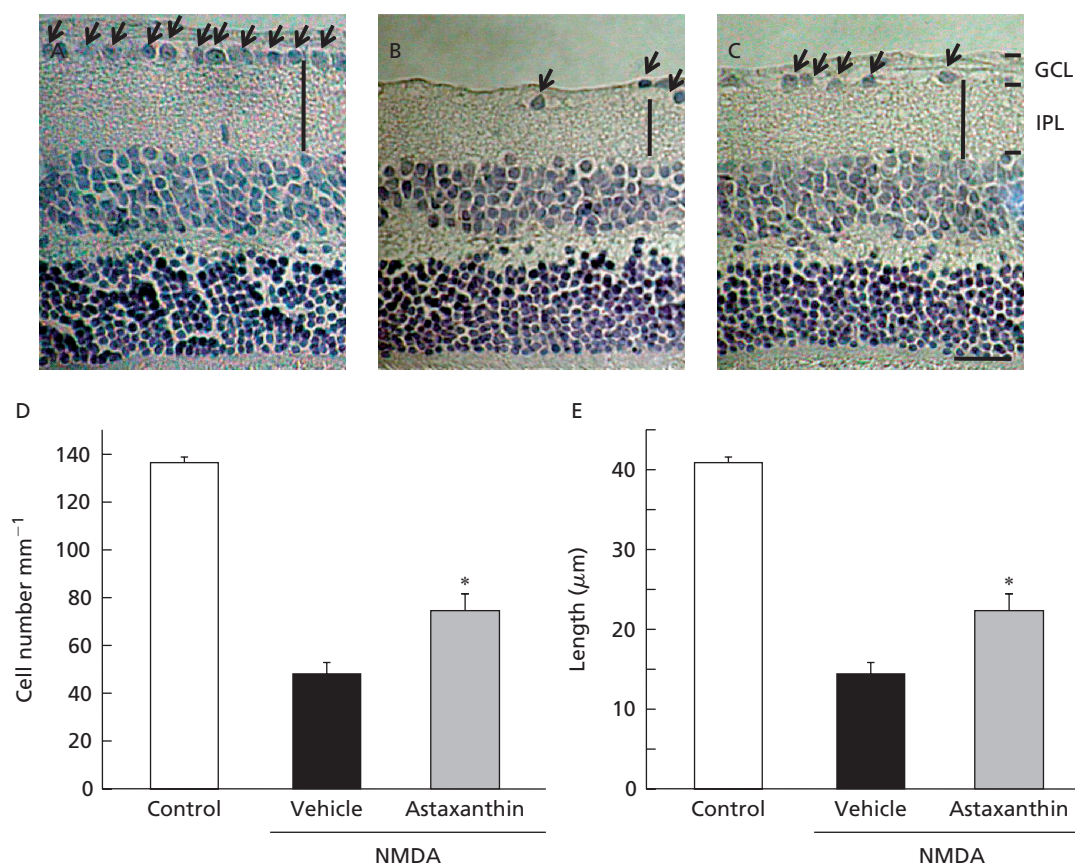 A
B
C
GCL
IPL
D
Cell number mm⁻¹
140
120
100
80
60
40
20
0
*
Control
Vehicle
Astaxanthin
NMDA
E
Length (μm)
40
30
20
10
0
*
Control
Vehicle
Astaxanthin
NMDA